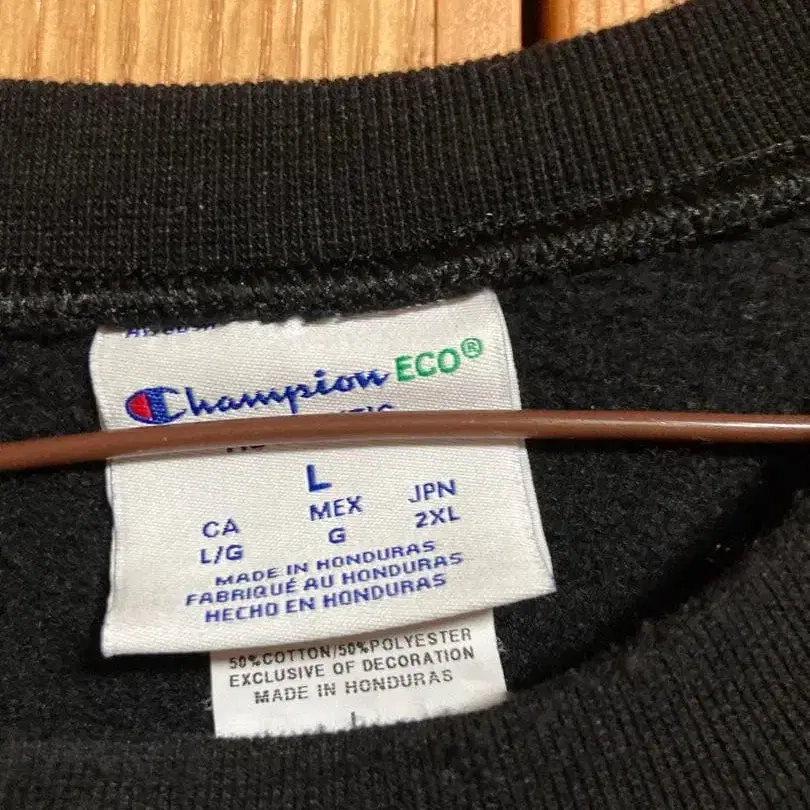 Champion ECO®
L
CA MEX JPN
L/G G 2XL
MADE IN HONDURAS
FABRIQUÉ AU HONDURAS
HECHO EN HONDURAS
50%COTTON/50%POLYESTER
EXCLUSIVE OF DECORATION
MADE IN HONDURAS